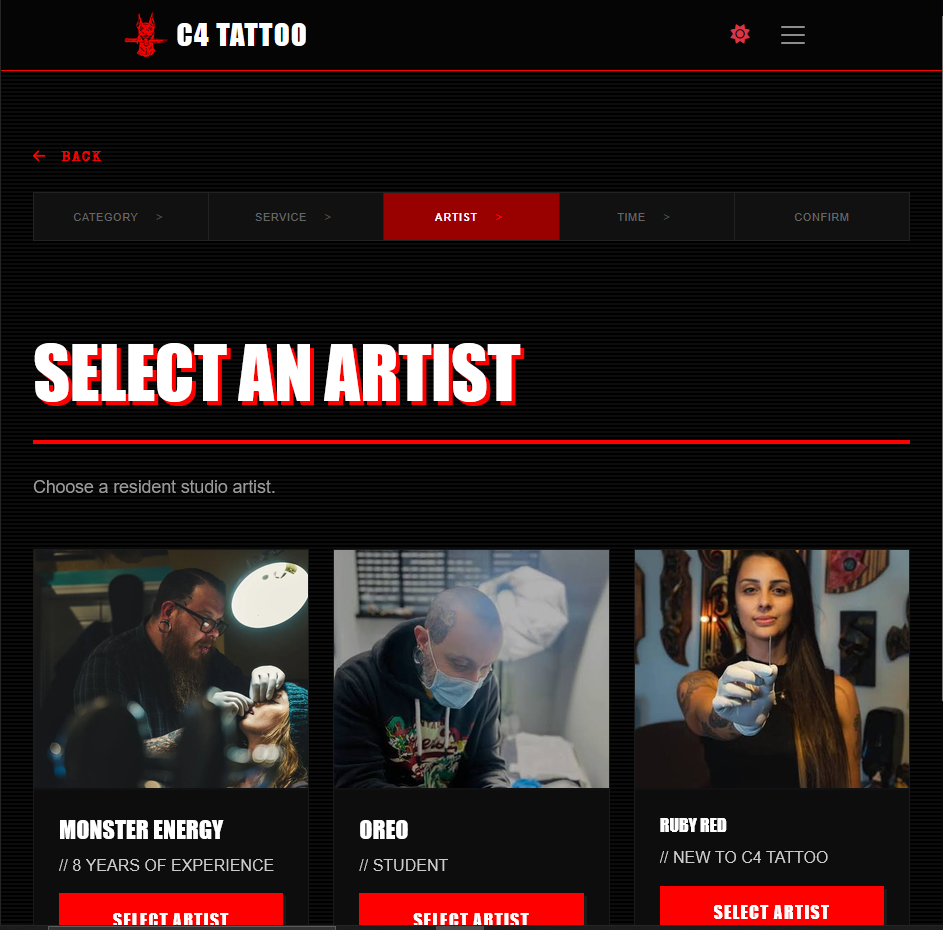 C4 TATTOO
← BACK
CATEGORY > SERVICE > ARTIST > TIME > CONFIRM
SELECT AN ARTIST
Choose a resident studio artist.
MONSTER ENERGY
// 8 YEARS OF EXPERIENCE
SELECT ARTIST
OREO
// STUDENT
SELECT ARTIST
RUBY RED
// NEW TO C4 TATTOO
SELECT ARTIST